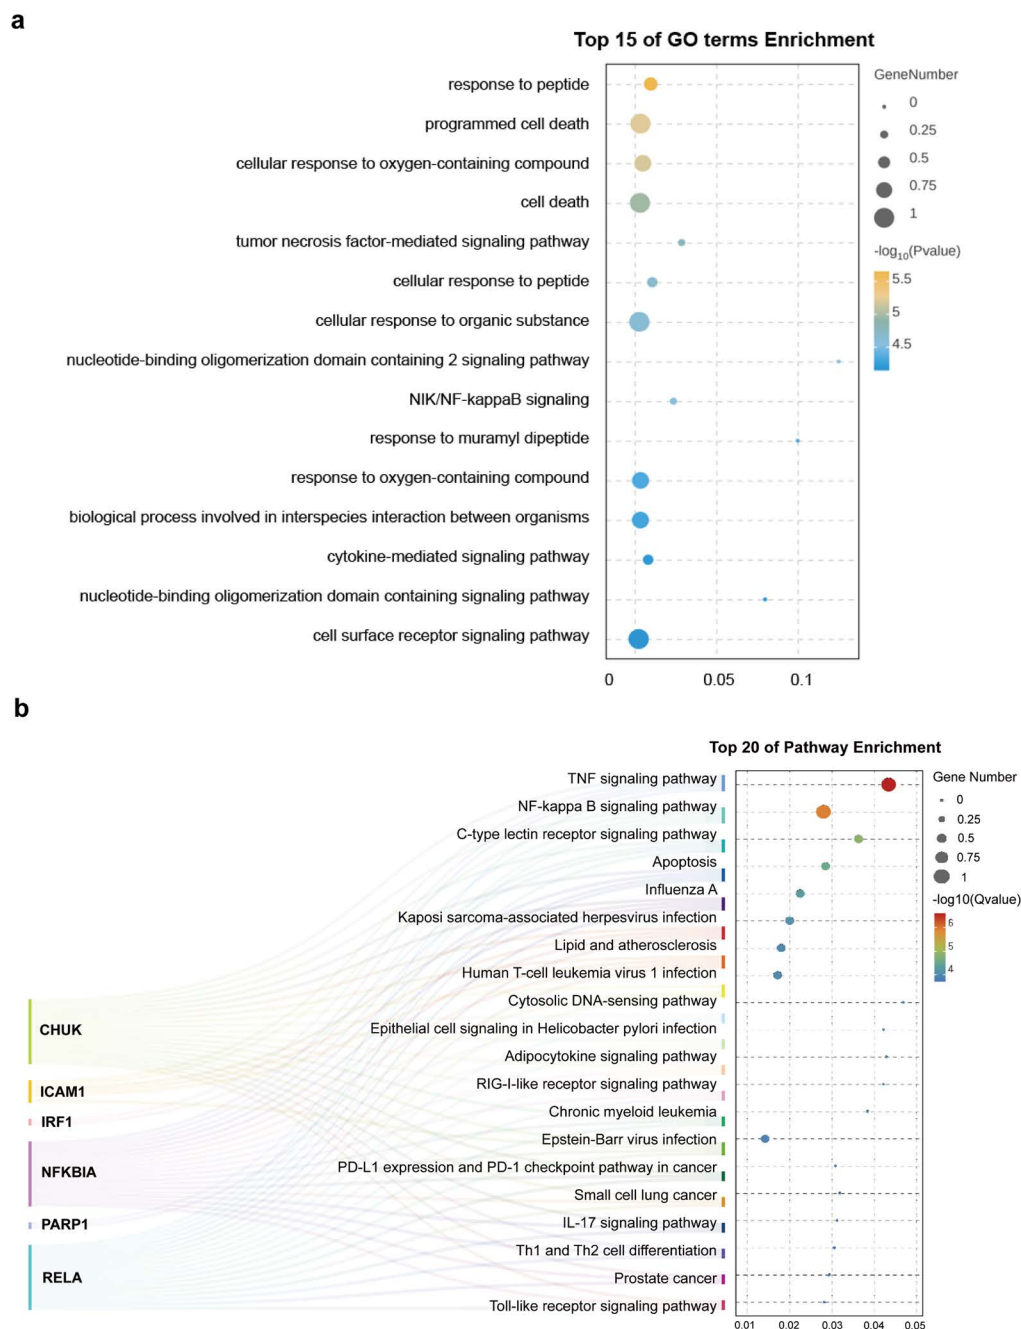 a
Top 15 of GO terms Enrichment
response to peptide
programmed cell death
cellular response to oxygen-containing compound
cell death
tumor necrosis factor-mediated signaling pathway
cellular response to peptide
cellular response to organic substance
nucleotide-binding oligomerization domain containing 2 signaling pathway
NIK/NF-kappaB signaling
response to muramyl dipeptide
response to oxygen-containing compound
biological process involved in interspecies interaction between organisms
cytokine-mediated signaling pathway
nucleotide-binding oligomerization domain containing signaling pathway
cell surface receptor signaling pathway
0 0.05 0.1
GeneNumber
0
0.25
0.5
0.75
1
-log10(Pvalue)
5.5
5
4.5
b
Top 20 of Pathway Enrichment
TNF signaling pathway
NF-kappa B signaling pathway
C-type lectin receptor signaling pathway
Apoptosis
Influenza A
Kaposi sarcoma-associated herpesvirus infection
Lipid and atherosclerosis
Human T-cell leukemia virus 1 infection
Cytosolic DNA-sensing pathway
Epithelial cell signaling in Helicobacter pylori infection
Adipocytokine signaling pathway
RIG-I-like receptor signaling pathway
Chronic myeloid leukemia
Epstein-Barr virus infection
PD-L1 expression and PD-1 checkpoint pathway in cancer
Small cell lung cancer
IL-17 signaling pathway
Th1 and Th2 cell differentiation
Prostate cancer
Toll-like receptor signaling pathway
CHUK
ICAM1
IRF1
NFKBIA
PARP1
RELA
0.01 0.02 0.03 0.04 0.05
Gene Number
0
0.25
0.5
0.75
1
-log10(Qvalue)
6
5
4